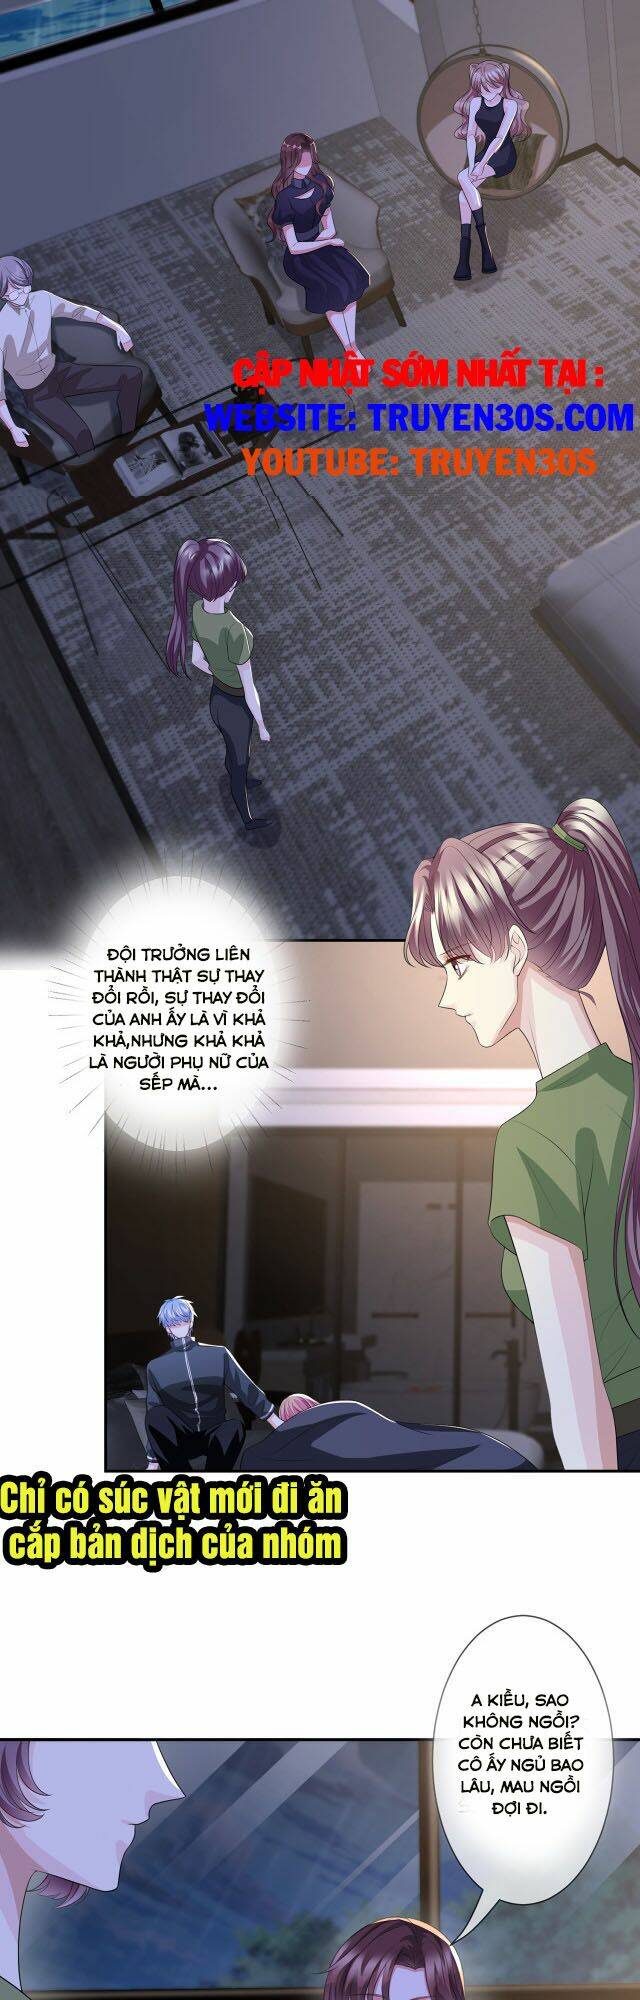 CẬP NHẬT SỚM NHẤT TẠI :
WEBSITE: TRUYEN30S.COM
YOUTUBE: TRUYEN30S
ĐỘI TRƯỞNG LIÊN
THÀNH THẬT SỰ THAY
ĐỔI RỒI, SỰ THAY ĐỔI
CỦA ANH ẤY LÀ VÌ KHẢ
KHẢ,NHƯNG KHẢ KHẢ
LÀ NGƯỜI PHỤ NỮ CỦA
SẾP MÀ...
Chỉ có súc vật mới đi ăn
cắp bản dịch của nhóm
A KIỀU, SAO
KHÔNG NGỒI?
CÒN CHƯA BIẾT
CÔ ẤY NGỦ BAO
LÂU, MAU NGỒI
ĐỢI ĐI.